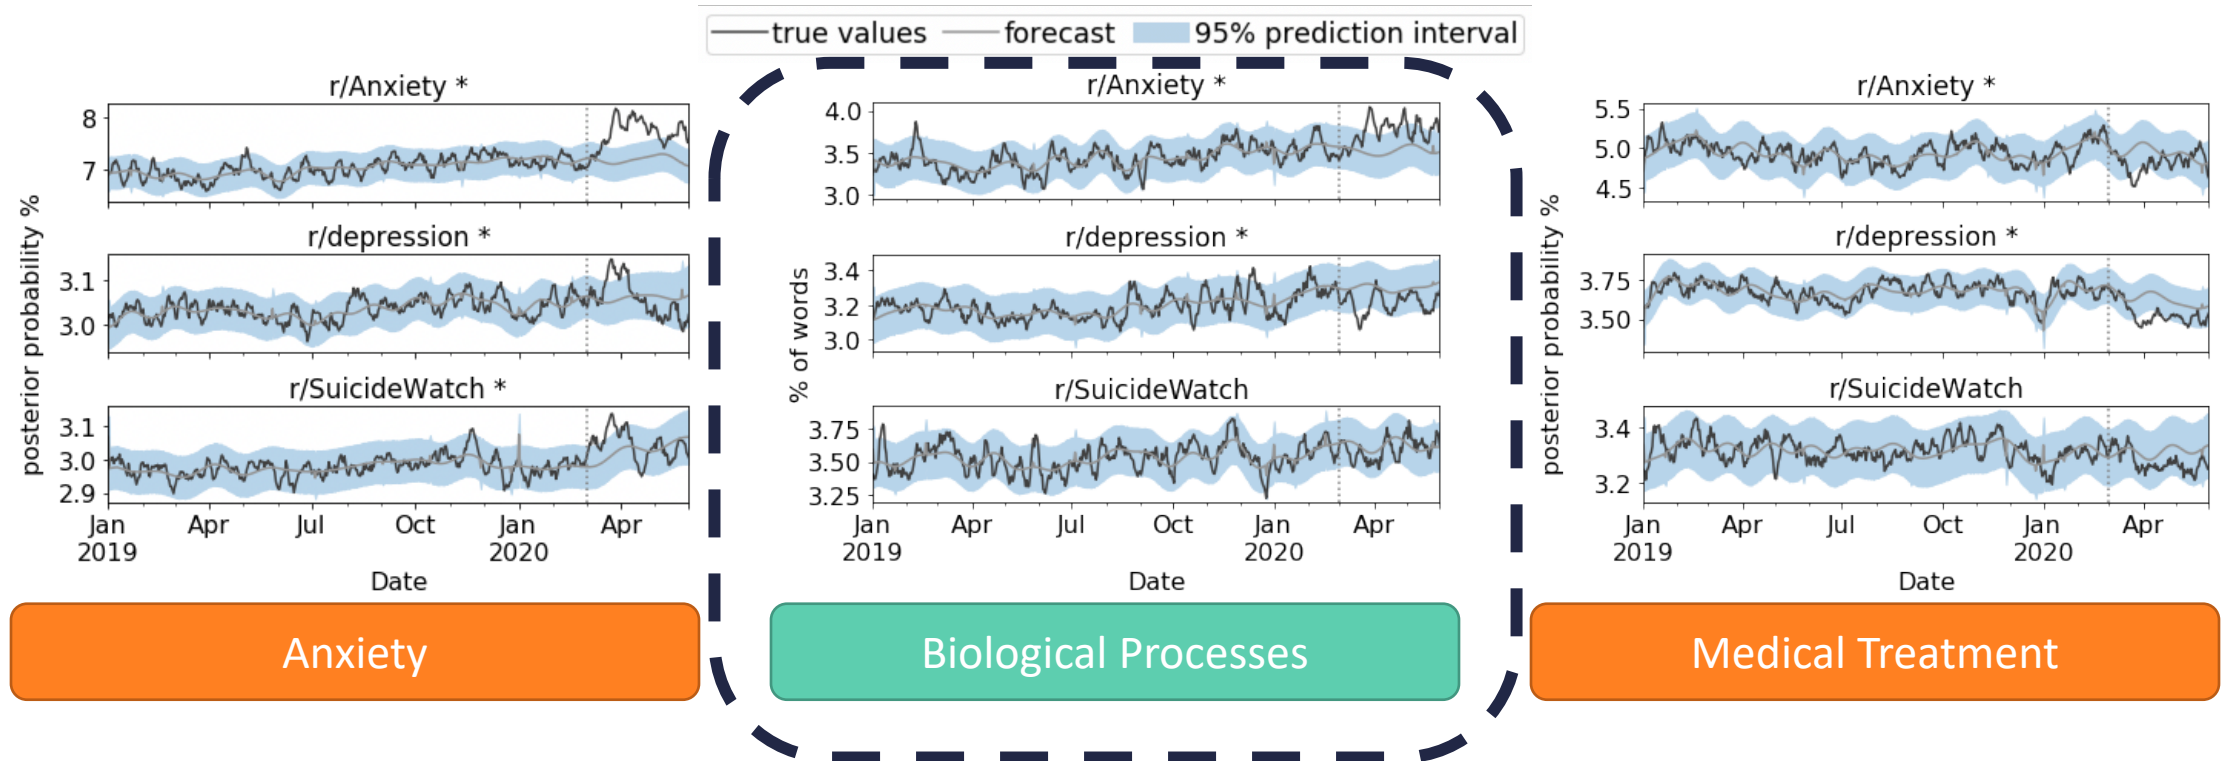 true values forecast 95% prediction interval
r/Anxiety *
8
7
r/depression *
3.1
3.0
r/SuicideWatch *
3.1
3.0
2.9
Jan Apr Jul Oct Jan Apr
2019 2020
Date
posterior probability %
Anxiety
r/Anxiety *
4.0
3.5
3.0
r/depression *
3.4
3.2
3.0
r/SuicideWatch
3.75
3.50
3.25
Jan Apr Jul Oct Jan Apr
2019 2020
Date
% of words
Biological Processes
r/Anxiety *
5.5
5.0
4.5
r/depression *
3.75
3.50
r/SuicideWatch
3.4
3.2
Jan Apr Jul Oct Jan Apr
2019 2020
Date
posterior probability %
Medical Treatment